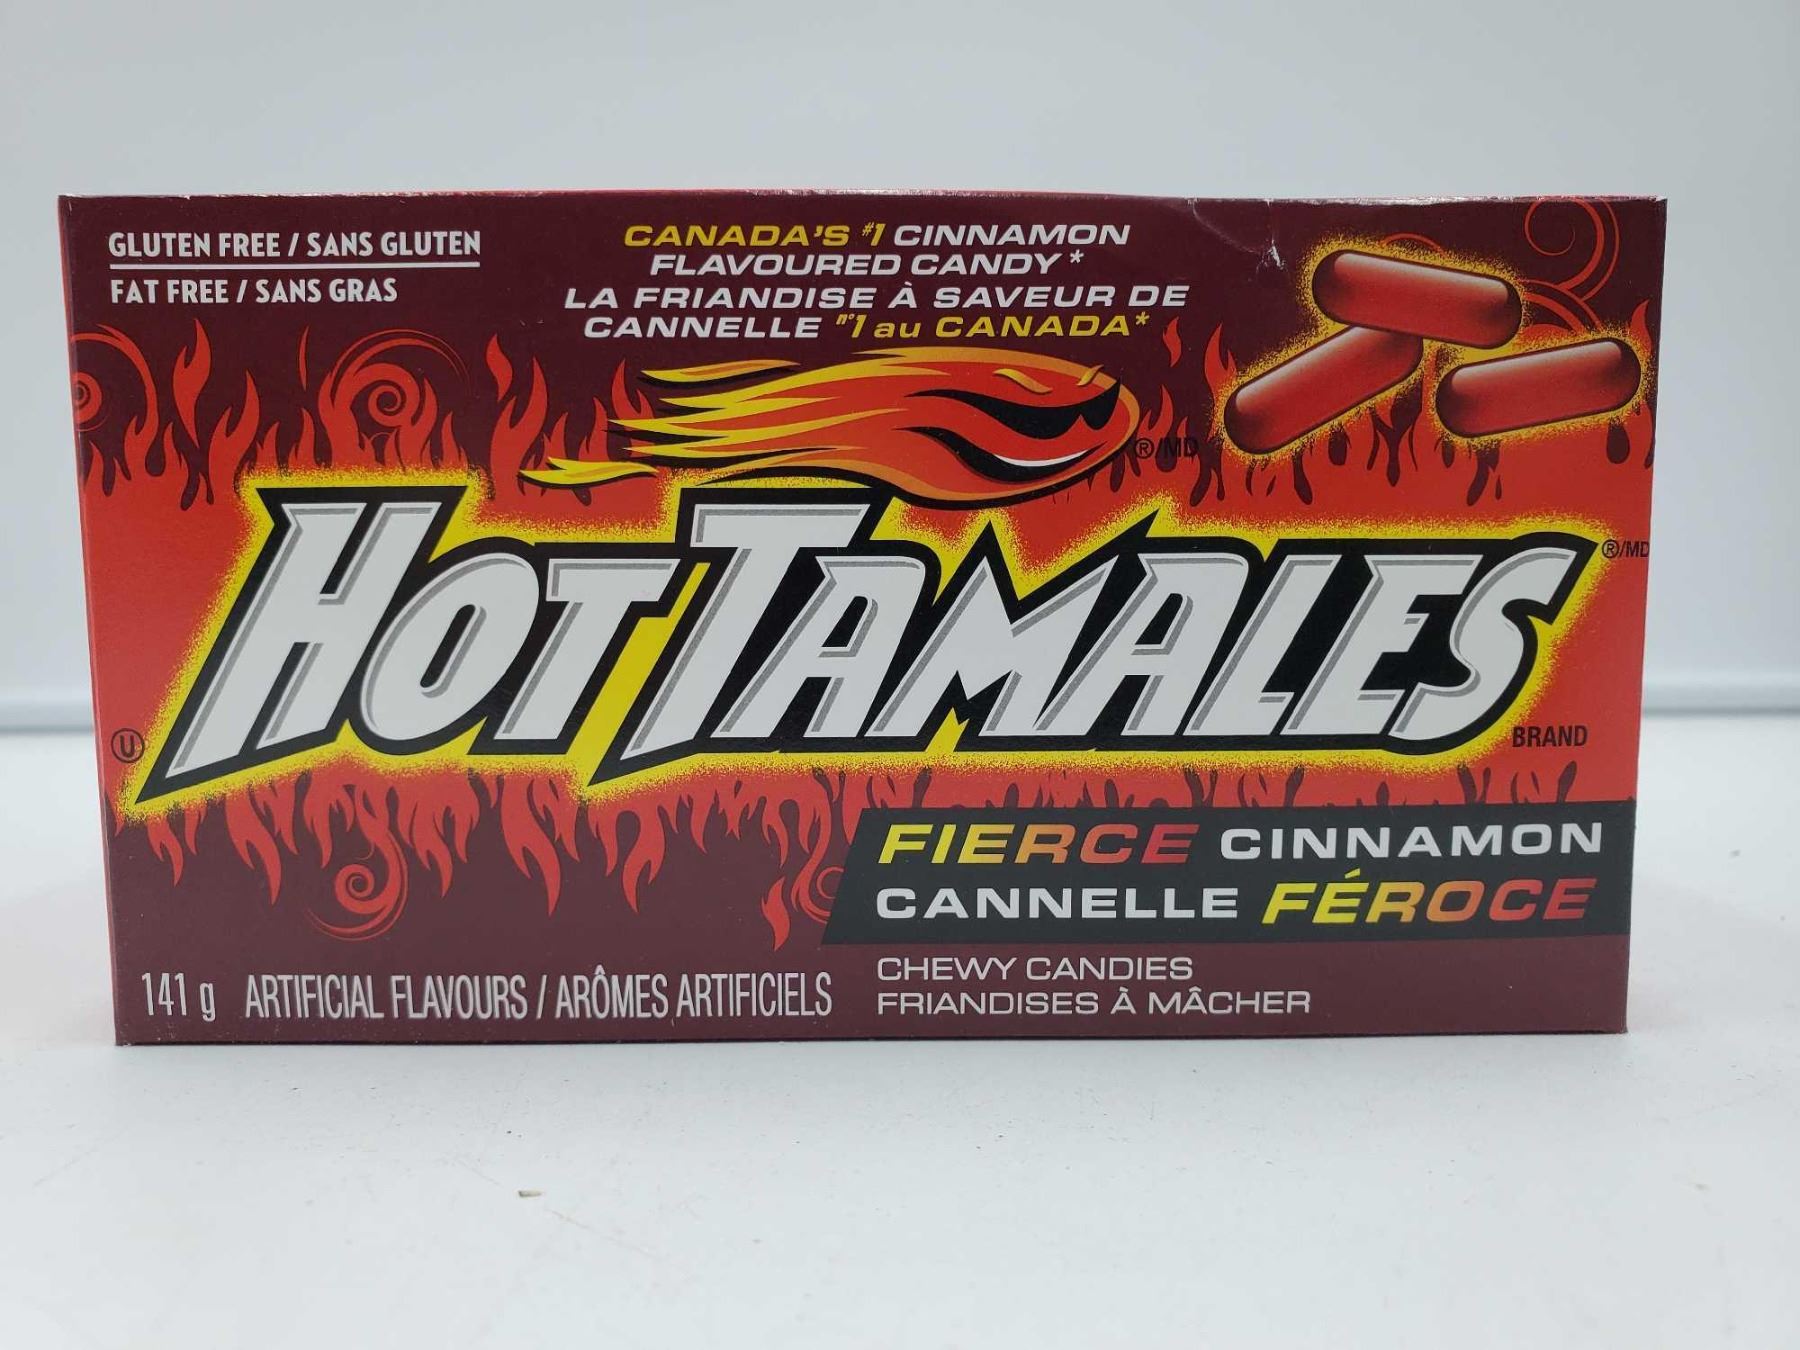 GLUTEN FREE / SANS GLUTEN
FAT FREE / SANS GRAS
CANADA'S #1 CINNAMON
FLAVOURED CANDY*
LA FRIANDISE À SAVEUR DE
CANNELLE n°1 au CANADA*
®/MD
HOT TAMALES
®/MD
U
BRAND
FIERCE CINNAMON
CANNELLE FÉROCE
141 g ARTIFICIAL FLAVOURS / ARÔMES ARTIFICIELS
CHEWY CANDIES
FRIANDISES À MÂCHER